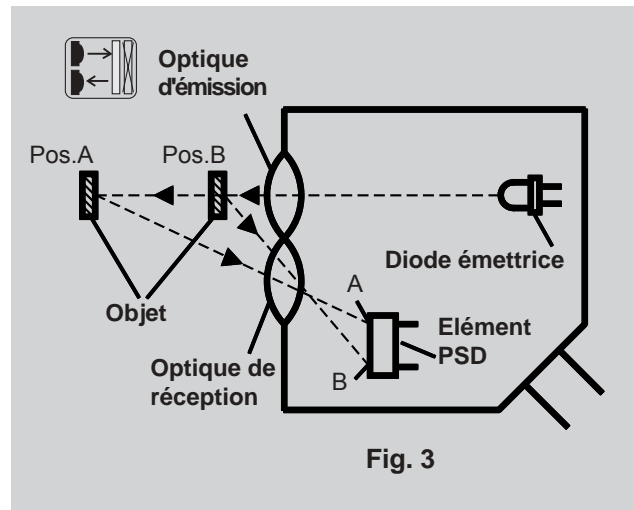 Optique
d'émission
Pos.A
Pos.B
Diode émettrice
Objet
A
Elément
PSD
Optique de
réception
B
Fig. 3